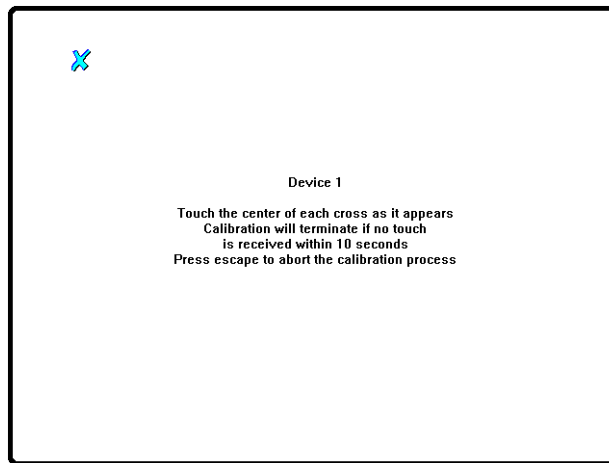 Device 1
Touch the center of each cross as it appears
Calibration will terminate if no touch
is received within 10 seconds
Press escape to abort the calibration process